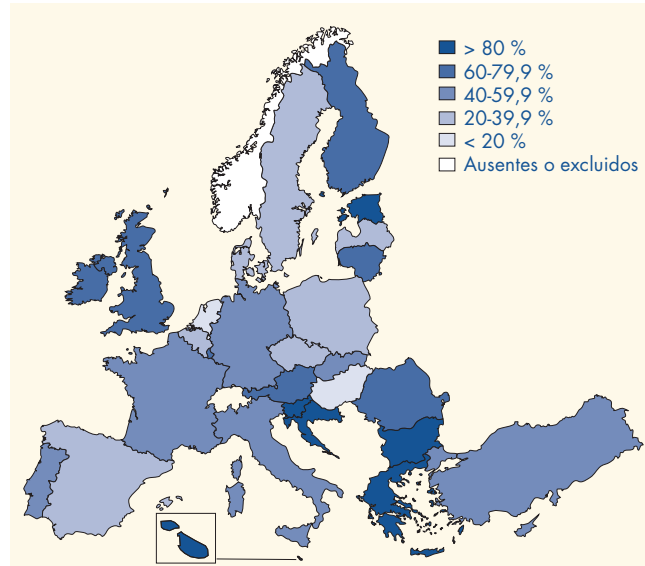 > 80 %
60-79,9 %
40-59,9 %
20-39,9 %
< 20 %
Ausentes o excluidos